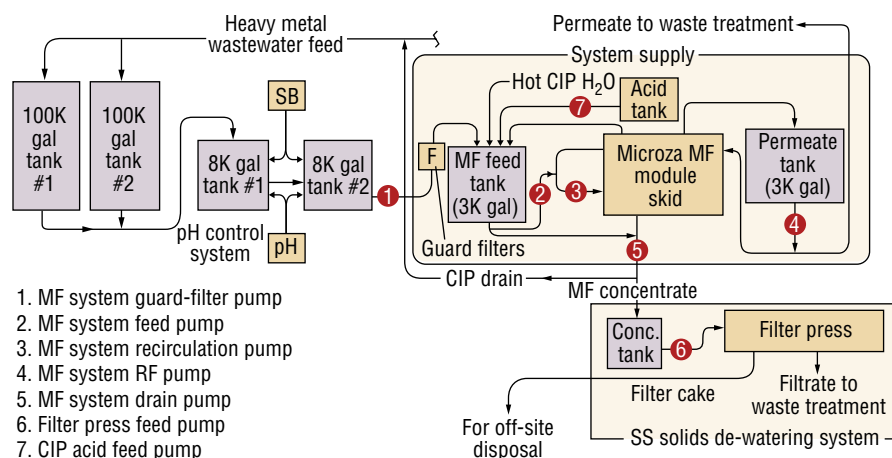 Heavy metal
wastewater feed
Permeate to waste treatment
System supply
Hot CIP H₂O
Acid
tank
7
SB
100K
gal
tank
#1
100K
gal
tank
#2
8K gal
tank #1
8K gal
tank #2
1
F
MF feed
tank
(3K gal)
2
3
Microza MF
module
skid
Permeate
tank
(3K gal)
4
pH control
system
pH
Guard filters
5
CIP drain
MF concentrate
1. MF system guard-filter pump
2. MF system feed pump
3. MF system recirculation pump
4. MF system RF pump
5. MF system drain pump
6. Filter press feed pump
7. CIP acid feed pump
Conc.
tank
6
Filter press
Filter cake
Filtrate to
waste treatment
For off-site
disposal
SS solids de-watering system